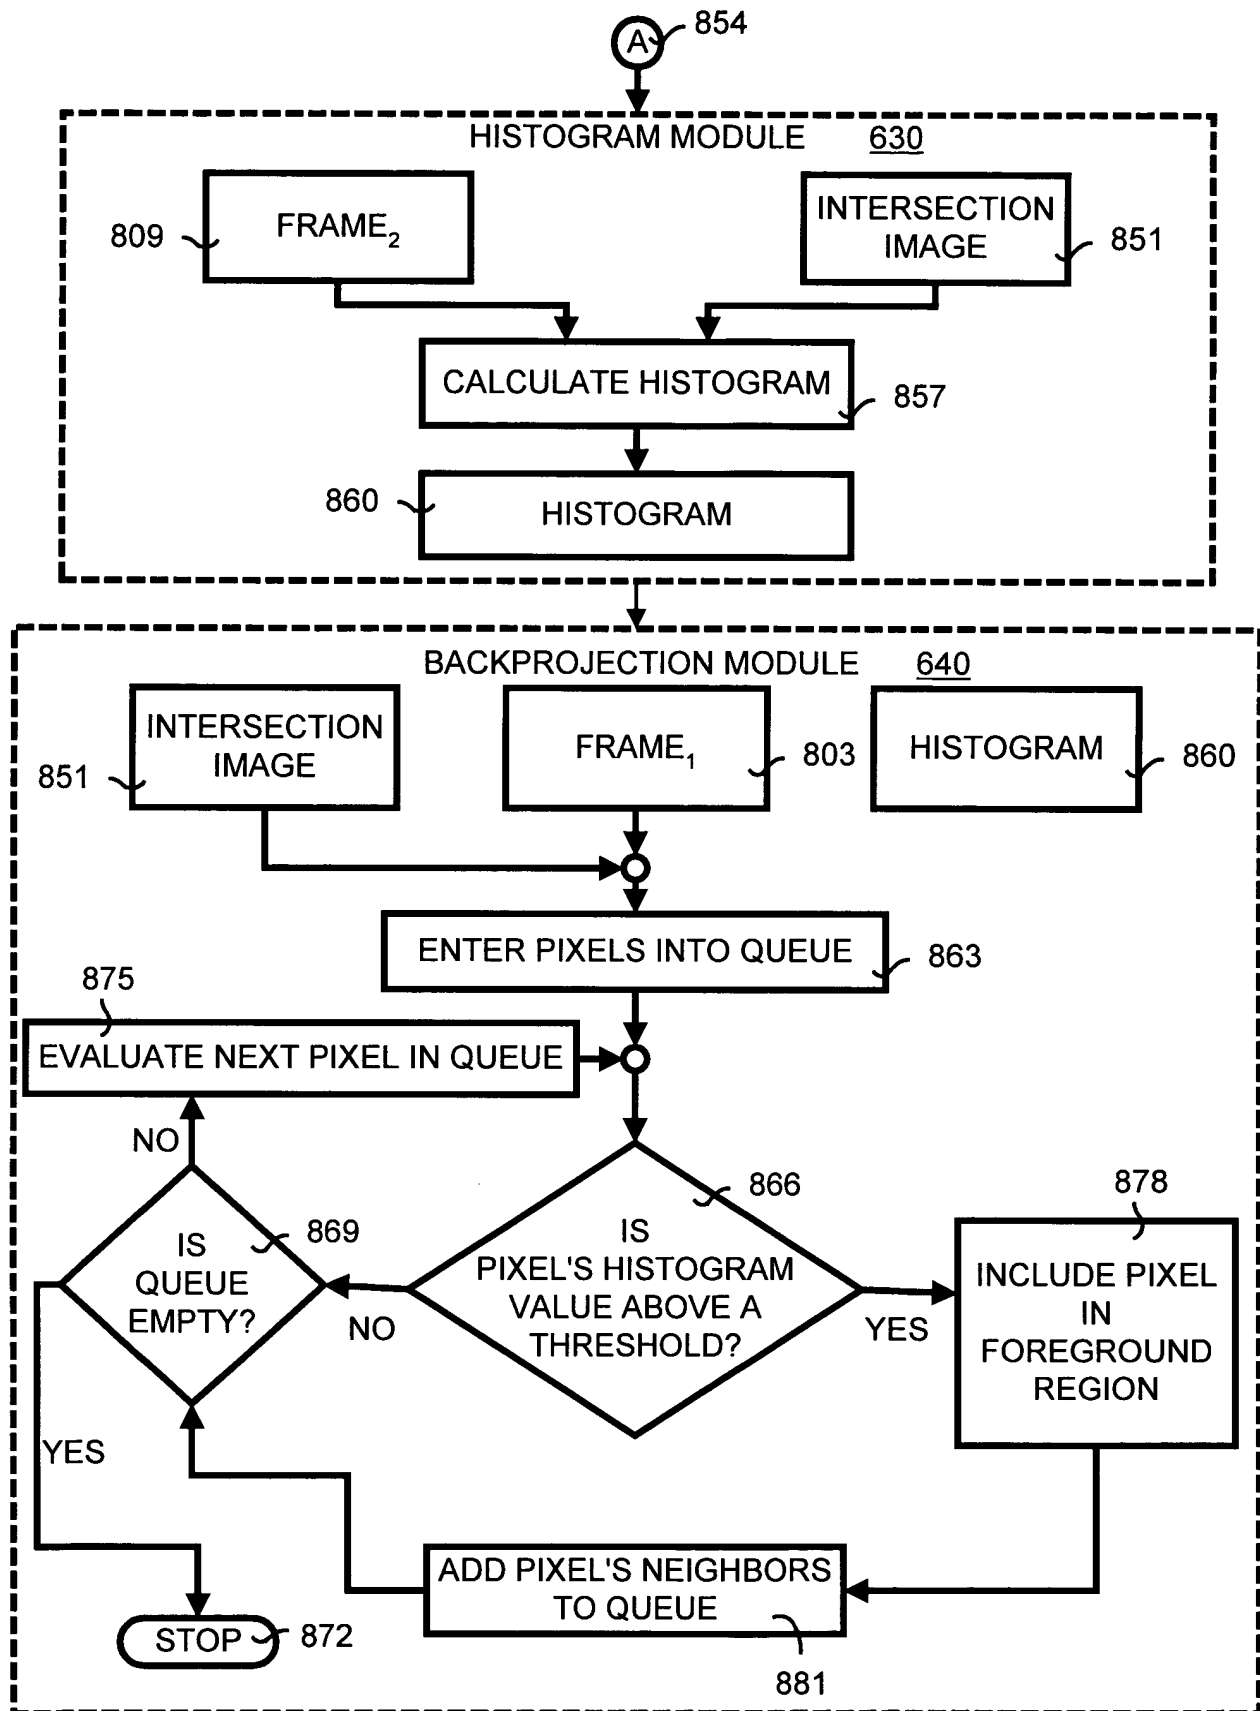 A
854
HISTOGRAM MODULE 630
FRAME2
809
INTERSECTION
IMAGE
851
CALCULATE HISTOGRAM
857
860
HISTOGRAM
BACKPROJECTION MODULE 640
INTERSECTION
IMAGE
851
FRAME1
803
HISTOGRAM
860
ENTER PIXELS INTO QUEUE
863
875
EVALUATE NEXT PIXEL IN QUEUE
NO
866
IS
PIXEL'S HISTOGRAM
VALUE ABOVE A
THRESHOLD?
869
IS
QUEUE
EMPTY?
NO
YES
878
INCLUDE PIXEL
IN
FOREGROUND
REGION
YES
ADD PIXEL'S NEIGHBORS
TO QUEUE
881
STOP
872